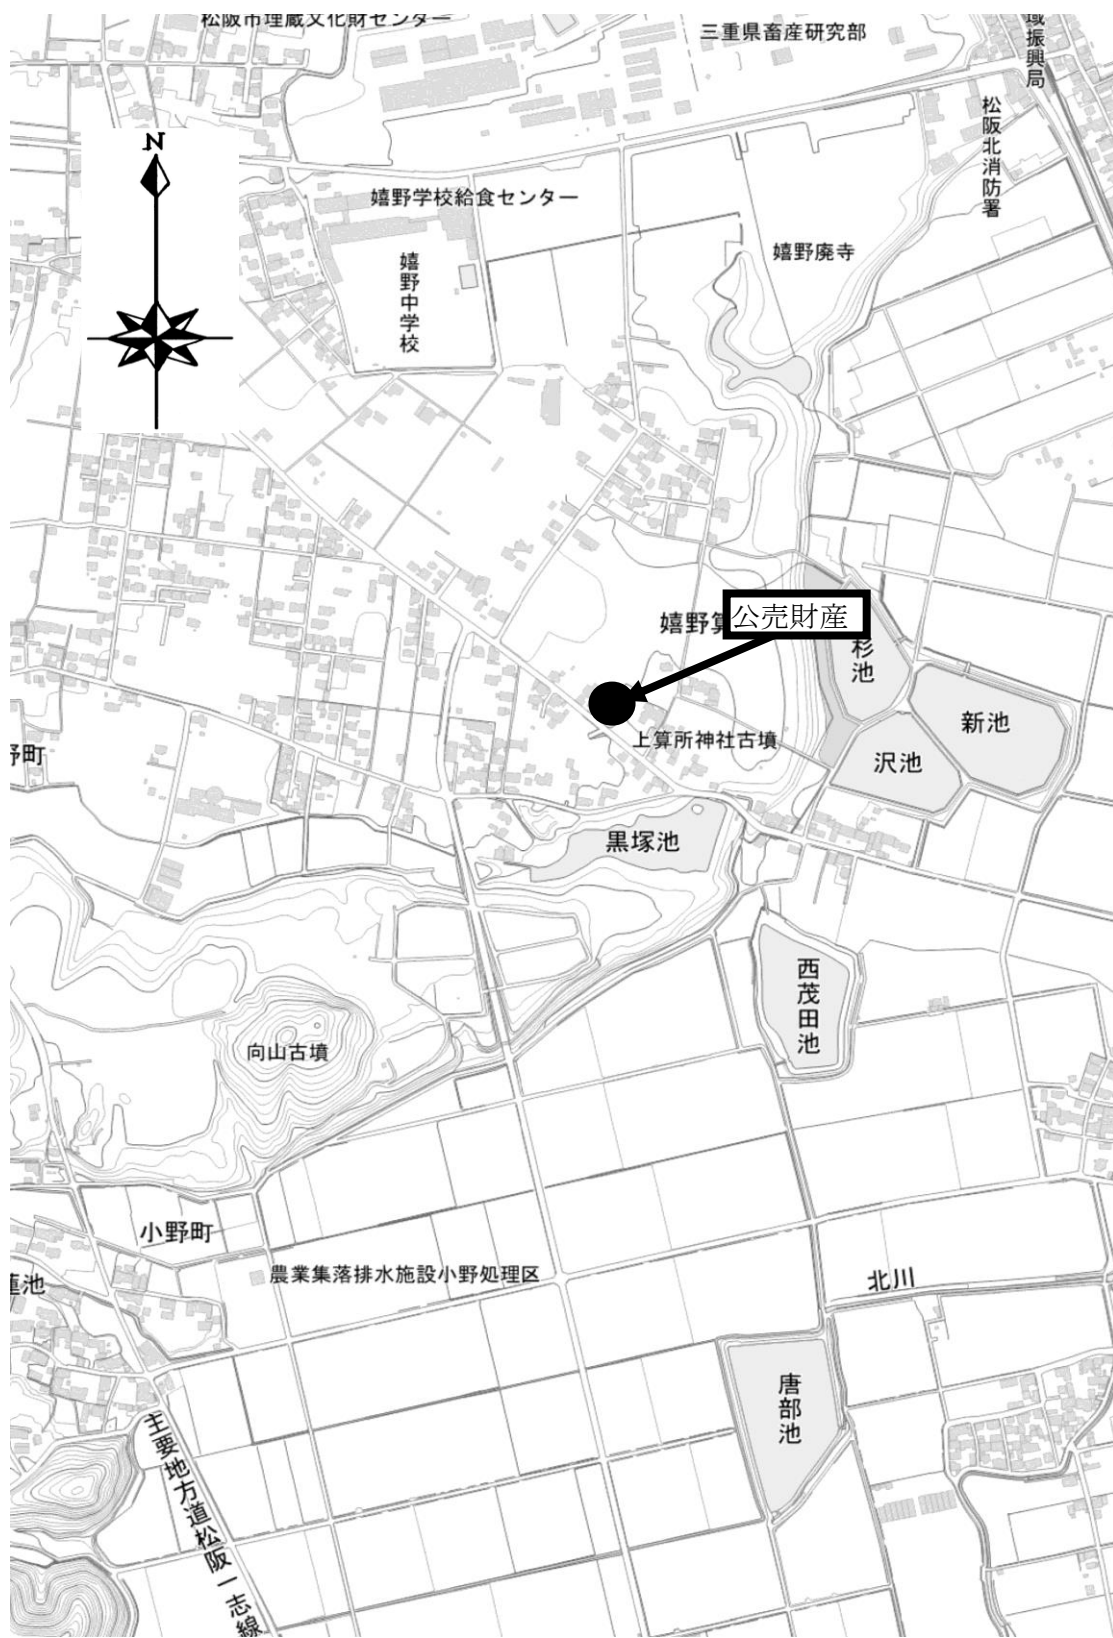 松阪市埋蔵文化財センター
三重県畜産研究部
域振興局
松阪北消防署
N
嬉野学校給食センター
嬉野中学校
嬉野廃寺
嬉野算
公売財産
杉池
新池
沢池
上算所神社古墳
野町
黒塚池
西茂田池
向山古墳
小野町
農業集落排水施設小野処理区
北川
蓮池
唐部池
主要地方道松阪一志線